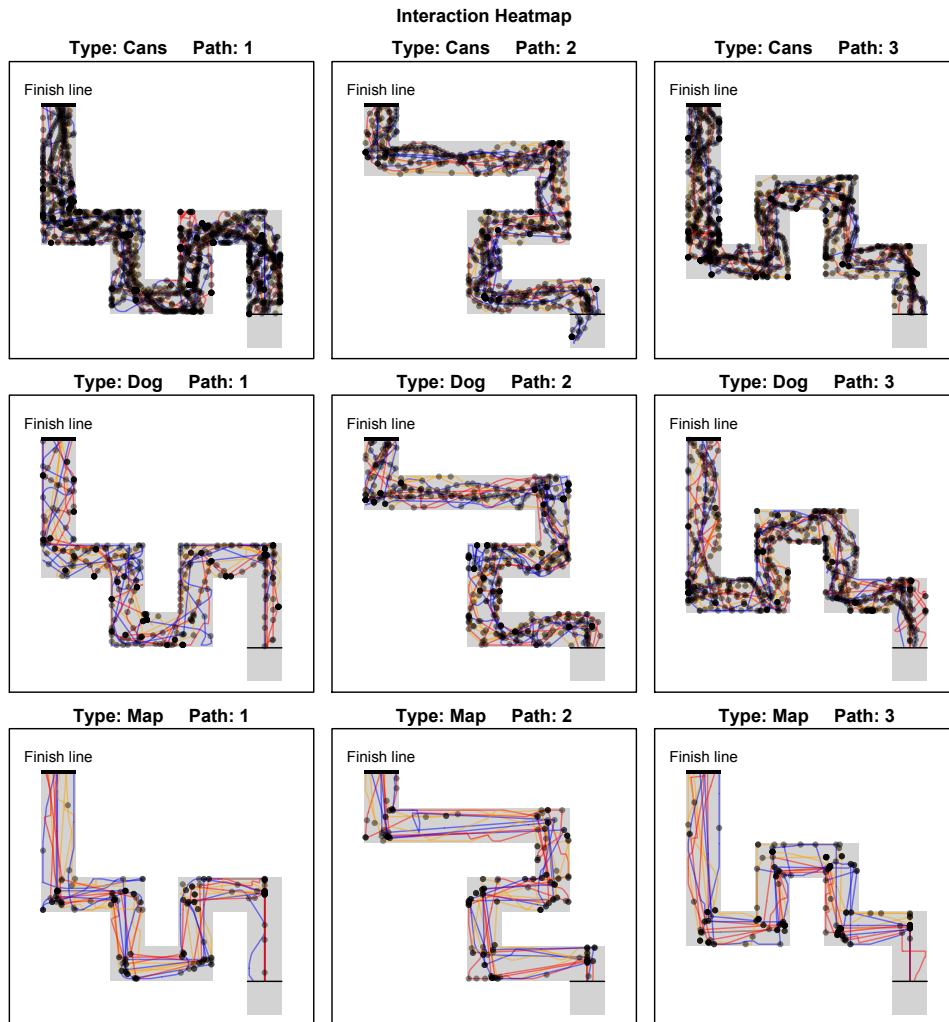 Interaction Heatmap
Type: Cans Path: 1
Type: Cans Path: 2
Type: Cans Path: 3
Finish line
Finish line
Finish line
Type: Dog Path: 1
Type: Dog Path: 2
Type: Dog Path: 3
Finish line
Finish line
Finish line
Type: Map Path: 1
Type: Map Path: 2
Type: Map Path: 3
Finish line
Finish line
Finish line